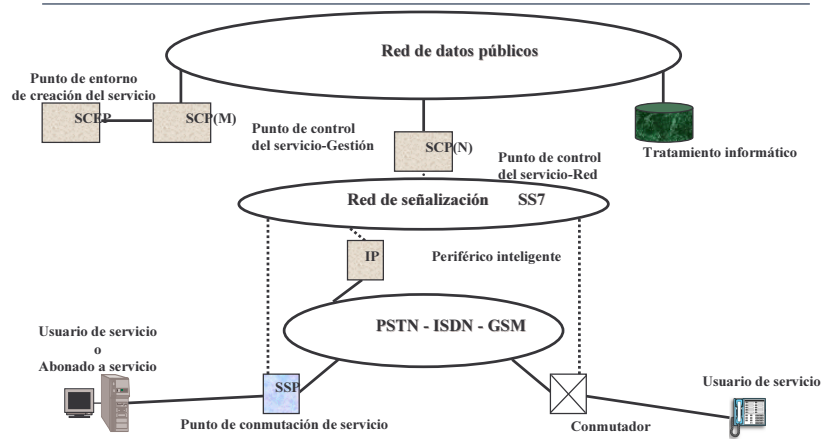 Red de datos públicos
Punto de entorno
de creación del servicio
SCEP
SCP(M)
Punto de control
del servicio-Gestión
SCP(N)
Tratamiento informático
Punto de control
del servicio-Red
Red de señalización SS7
IP
Periférico inteligente
PSTN - ISDN - GSM
Usuario de servicio
o
Abonado a servicio
SSP
Usuario de servicio
Punto de conmutación de servicio
Conmutador